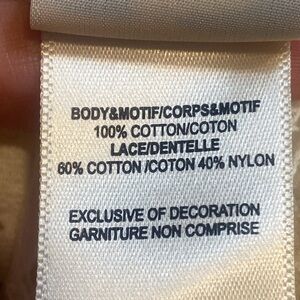 BODY&MOTIF/CORPS&MOTIF
100% COTTON/COTON
LACE/DENTELLE
60% COTTON /COTON 40% NYLON
EXCLUSIVE OF DECORATION
GARNITURE NON COMPRISE